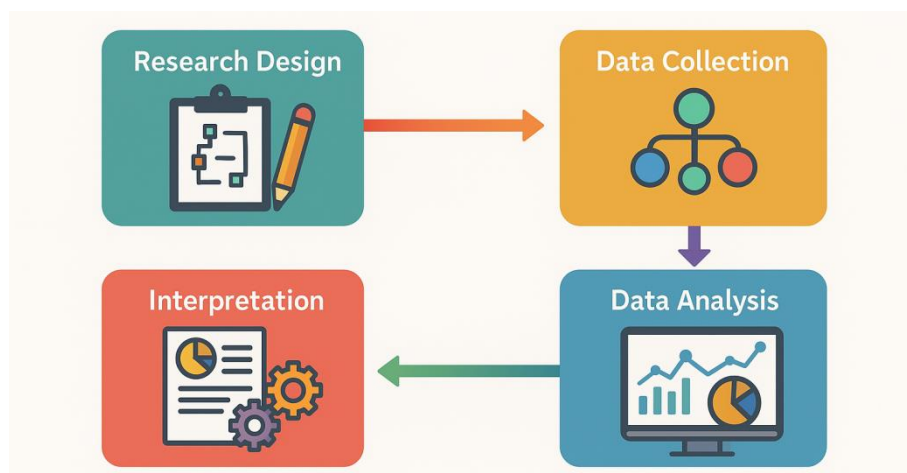 Research Design
Data Collection
Interpretation
Data Analysis